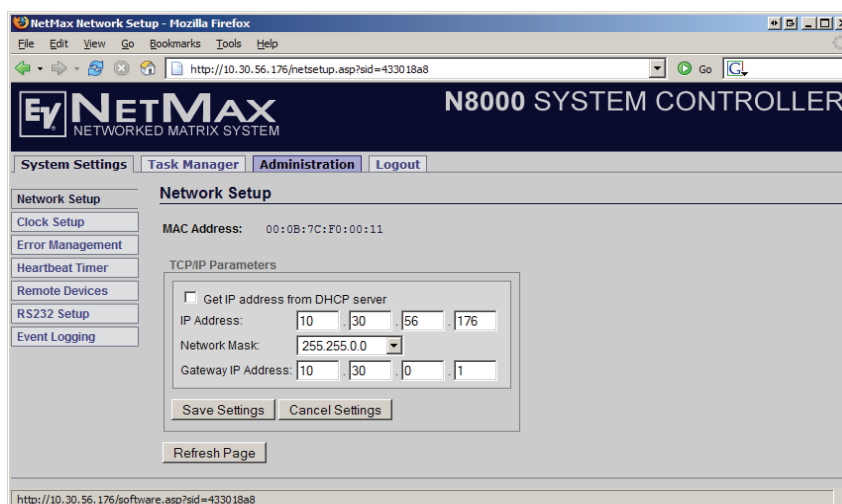 NetMax Network Setup - Mozilla Firefox
File Edit View Go Bookmarks Tools Help
http://10.30.56.176/netsetup.asp?sid=433018a8 Go G
EV NETMAX
NETWORKED MATRIX SYSTEM
N8000 SYSTEM CONTROLLER
System Settings Task Manager Administration Logout
Network Setup
Clock Setup
Error Management
Heartbeat Timer
Remote Devices
RS232 Setup
Event Logging
Network Setup
MAC Address: 00:0B:7C:F0:00:11
TCP/IP Parameters
Get IP address from DHCP server
IP Address: 10 . 30 . 56 . 176
Network Mask: 255.255.0.0
Gateway IP Address: 10 . 30 . 0 . 1
Save Settings Cancel Settings
Refresh Page
http://10.30.56.176/software.asp?sid=433018a8